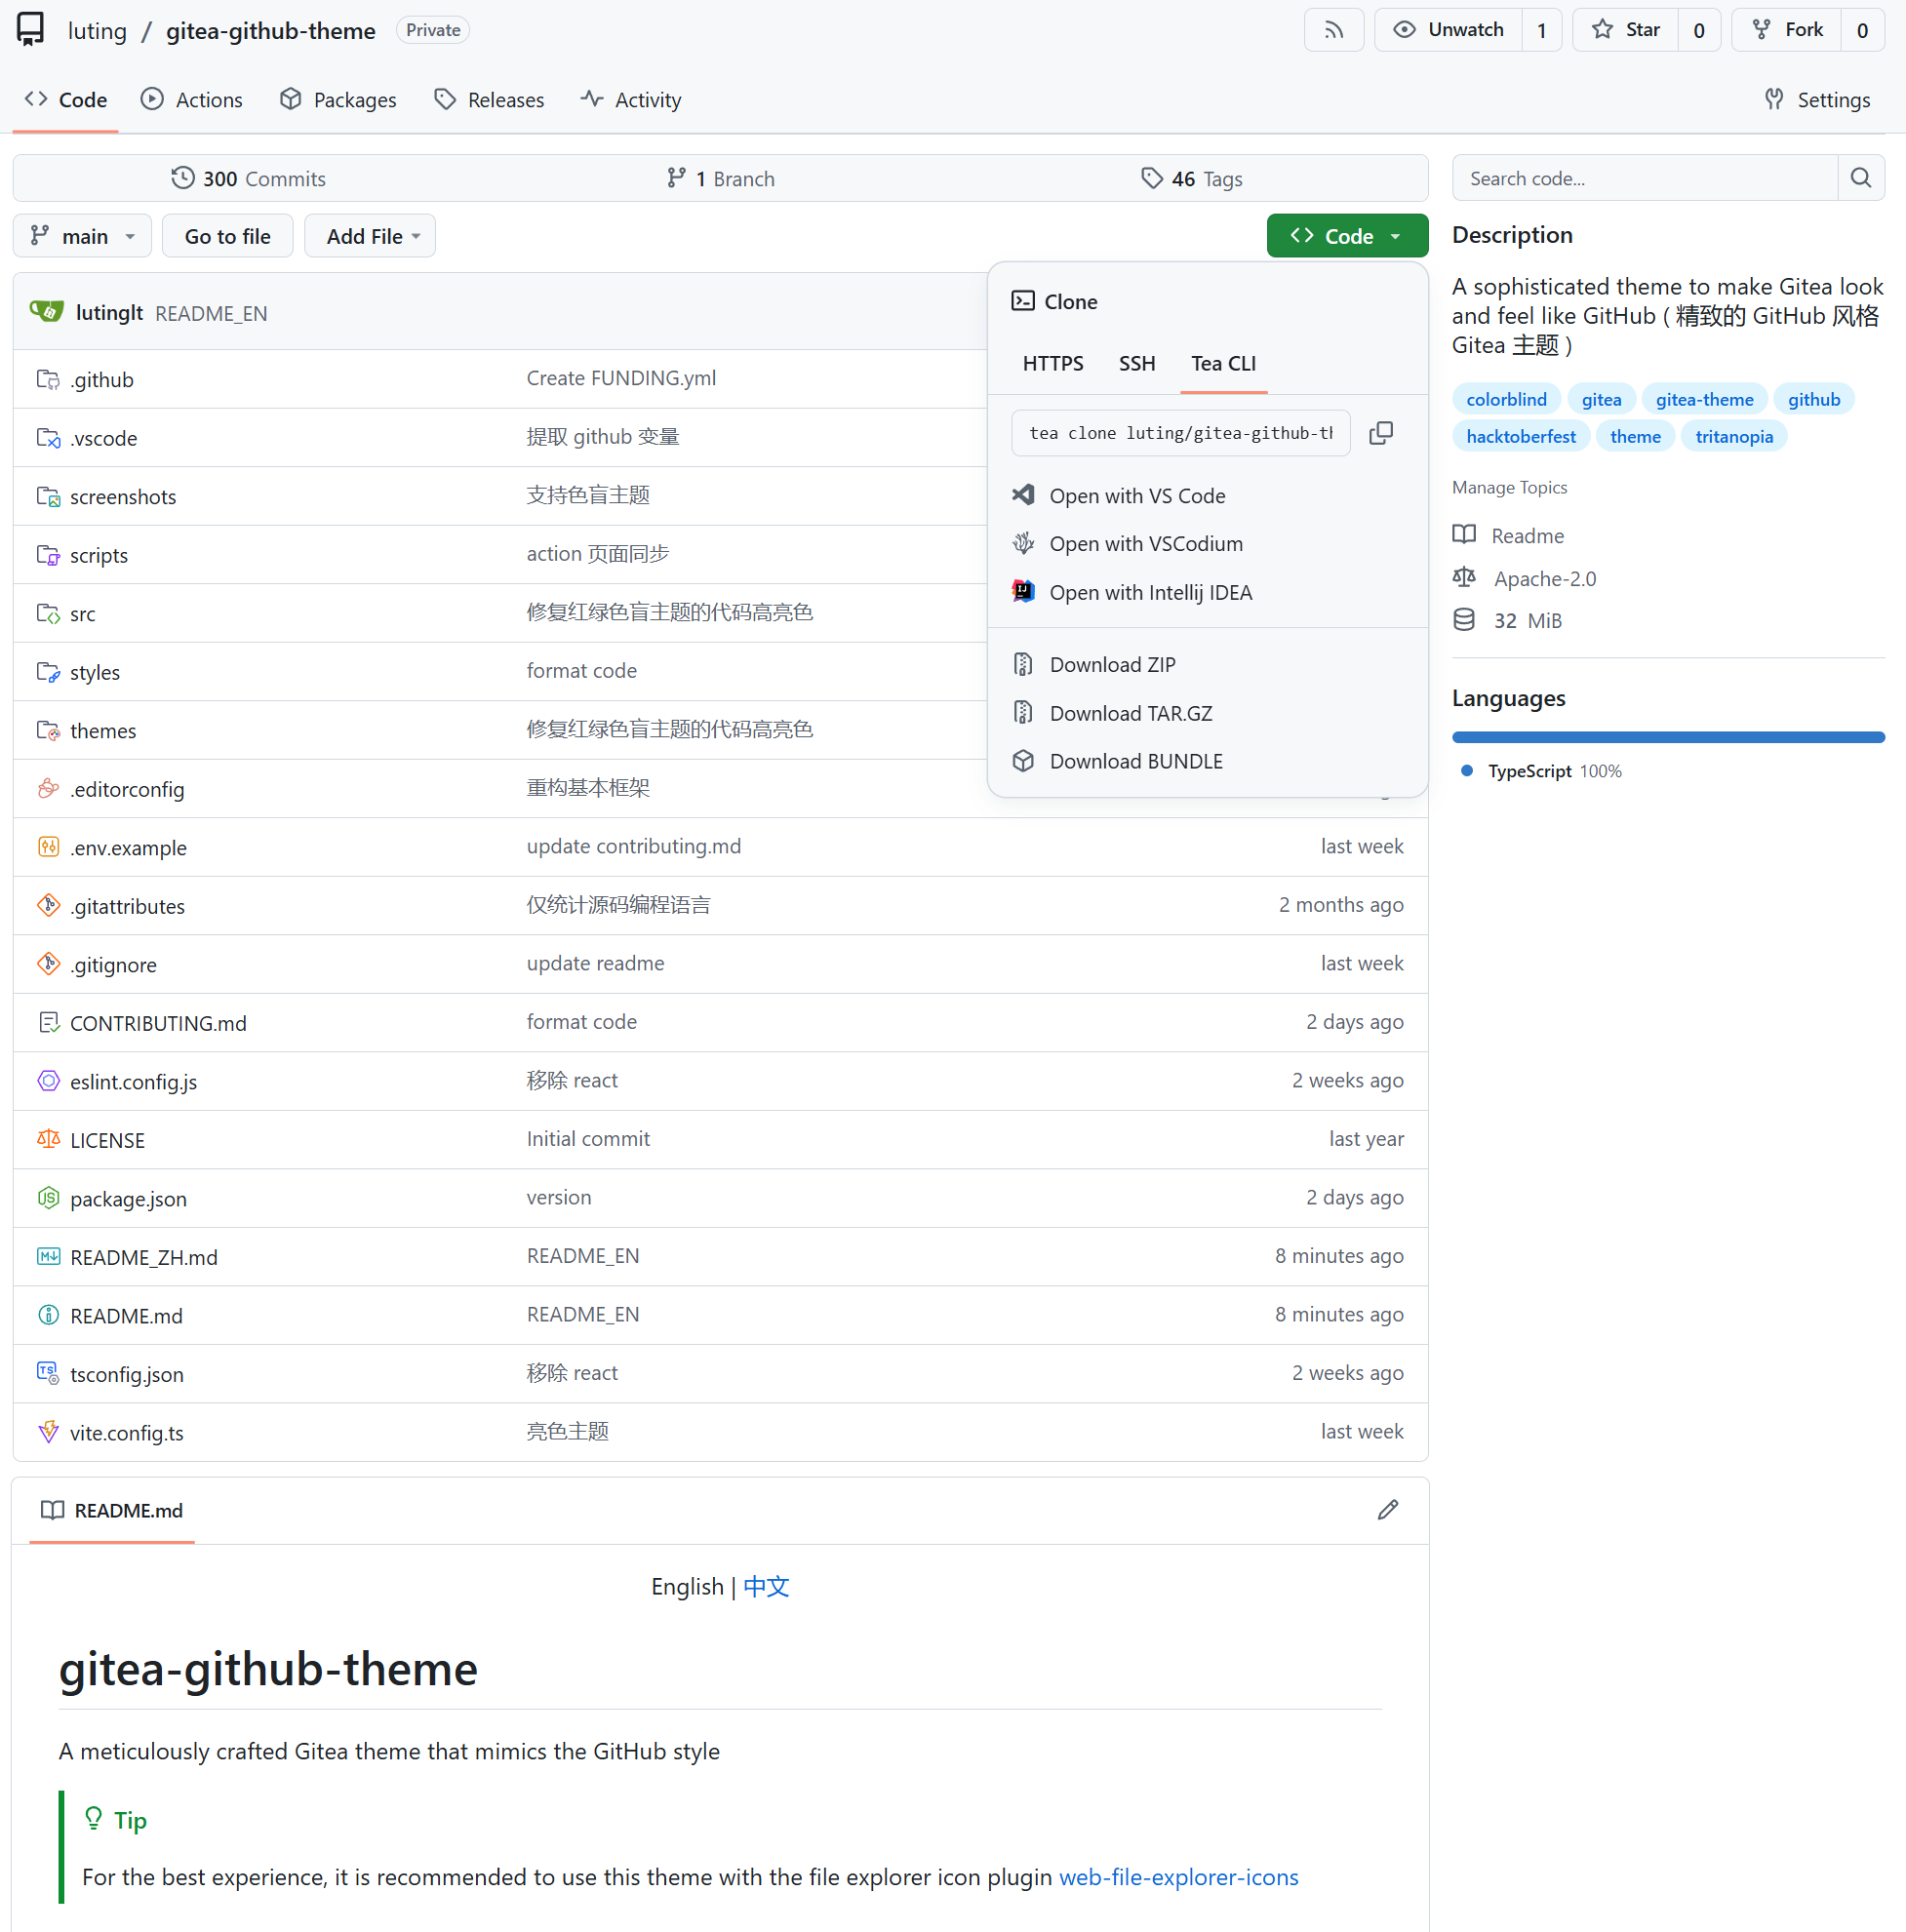 luting / gitea-github-theme Private
Unwatch 1 Star 0 Fork 0
Code Actions Packages Releases Activity Settings
300 Commits 1 Branch 46 Tags
Search code...
main Go to file Add File Code
lutinglt README_EN
.github Create FUNDING.yml
.vscode 提取 github 变量
screenshots 支持色盲主题
scripts action 页面同步
src 修复红绿色盲主题的代码高亮色
styles format code
themes 修复红绿色盲主题的代码高亮色
.editorconfig 重构基本框架
.env.example update contributing.md last week
.gitattributes 仅统计源码编程语言 2 months ago
.gitignore update readme last week
CONTRIBUTING.md format code 2 days ago
eslint.config.js 移除 react 2 weeks ago
LICENSE Initial commit last year
package.json version 2 days ago
README_ZH.md README_EN 8 minutes ago
README.md README_EN 8 minutes ago
tsconfig.json 移除 react 2 weeks ago
vite.config.ts 亮色主题 last week
Clone
HTTPS SSH Tea CLI
tea clone luting/gitea-github-th
Open with VS Code
Open with VSCodium
Open with Intellij IDEA
Download ZIP
Download TAR.GZ
Download BUNDLE
Description
A sophisticated theme to make Gitea look
and feel like GitHub ( 精致的 GitHub 风格
Gitea 主题 )
colorblind gitea gitea-theme github
hacktoberfest theme tritanopia
Manage Topics
Readme
Apache-2.0
32 MiB
Languages
TypeScript 100%
README.md
English | 中文
gitea-github-theme
A meticulously crafted Gitea theme that mimics the GitHub style
Tip
For the best experience, it is recommended to use this theme with the file explorer icon plugin web-file-explorer-icons